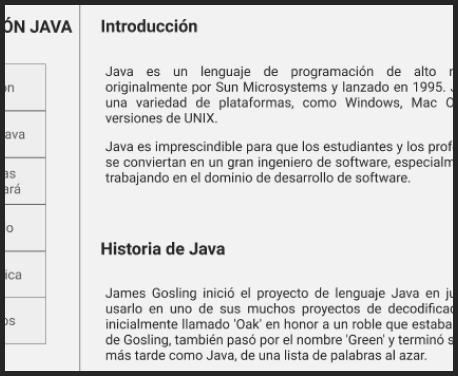 ÓN JAVA
ava
as
ará
o
ica
os
Introducción
Java es un lenguaje de programación de alto
originalmente por Sun Microsystems y lanzado en 1995.
una variedad de plataformas, como Windows, Mac
versiones de UNIX.
Java es imprescindible para que los estudiantes y los
se conviertan en un gran ingeniero de software,
trabajando en el dominio de desarrollo de software.
Historia de Java
James Gosling inició el proyecto de lenguaje Java en
usarlo en uno de sus muchos proyectos de
inicialmente llamado 'Oak' en honor a un roble que estaba
de Gosling, también pasó por el nombre 'Green' y terminó
más tarde como Java, de una lista de palabras al azar.